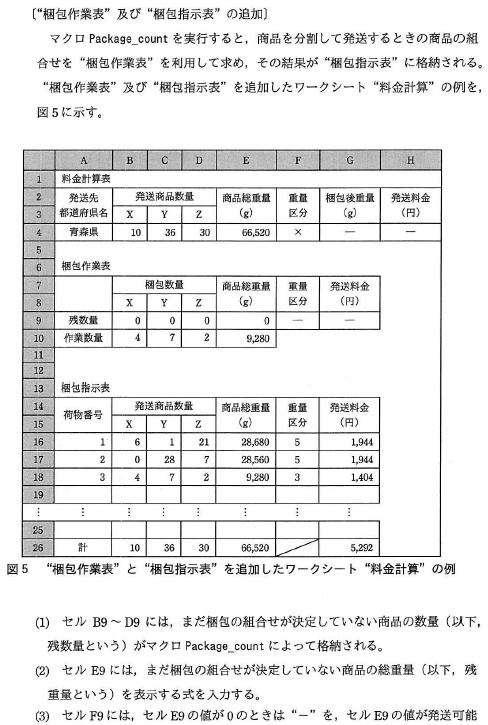 〔“梱包作業表” 及び “梱包指示表” の追加〕
マクロ Package_count を実行すると，商品を分割して発送するときの商品の組
合せを “梱包作業表” を利用して求め，その結果が “梱包指示表” に格納される。
“梱包作業表” 及び “梱包指示表” を追加したワークシート “料金計算” の例を，
図 5 に示す。
A B C D E F G H
1 料金計算表
2 発送先 発送商品数量 商品総重量 重量 梱包後重量 発送料金
3 都道府県名 X Y Z (g) 区分 (g) (円)
4 青森県 10 36 30 66,520 × ― ―
5
6 梱包作業表
7 梱包数量 商品総重量 重量 発送料金
8 X Y Z (g) 区分 (円)
9 残数量 0 0 0 0 ― ―
10 作業数量 4 7 2 9,280
11
12
13 梱包指示表
14 荷物番号 発送商品数量 商品総重量 重量 発送料金
15 X Y Z (g) 区分 (円)
16 1 6 1 21 28,680 5 1,944
17 2 0 28 7 28,560 5 1,944
18 3 4 7 2 9,280 3 1,404
19
⋮ ⋮ ⋮ ⋮ ⋮ ⋮ ⋮ ⋮
25
26 計 10 36 30 66,520 5,292
図 5 “梱包作業表” と “梱包指示表” を追加したワークシート “料金計算” の例
(1) セル B9～D9 には，まだ梱包の組合せが決定していない商品の数量（以下，
残数量という）がマクロ Package_count によって格納される。
(2) セル E9 には，まだ梱包の組合せが決定していない商品の総重量（以下，残
重量という）を表示する式を入力する。
(3) セル F9 には，セル E9 の値が 0 のときは “－” を，セル E9 の値が発送可能